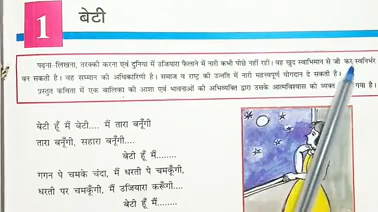 1
बेटी
पढ़ना-लिखना, तरक्की करना एवं दुनिया में उजियारा फैलाने में नारी कभी पीछे नहीं रही। वह खुद स्वाभिमान से जी कर स्वनिर्भर
बन सकती है। वह सम्मान की अधिकारिणी है। समाज व राष्ट्र की उन्नति में नारी महत्त्वपूर्ण योगदान दे सकती है।
प्रस्तुत कविता में एक बालिका की आशा एवं भावनाओं की अभिव्यक्ति द्वारा उसके आत्मविश्वास को व्यक्त गया है।
बेटी हूँ मैं बेटी.... मैं तारा बनूँगी
तारा बनूँगी, सहारा बनूँगी....
बेटी हूँ मैं........
गगन पे चमके चंदा, मैं धरती पे चमकूँगी,
धरती पर चमकूँगी, मैं उजियारा करूँगी....
बेटी हूँ मैं........